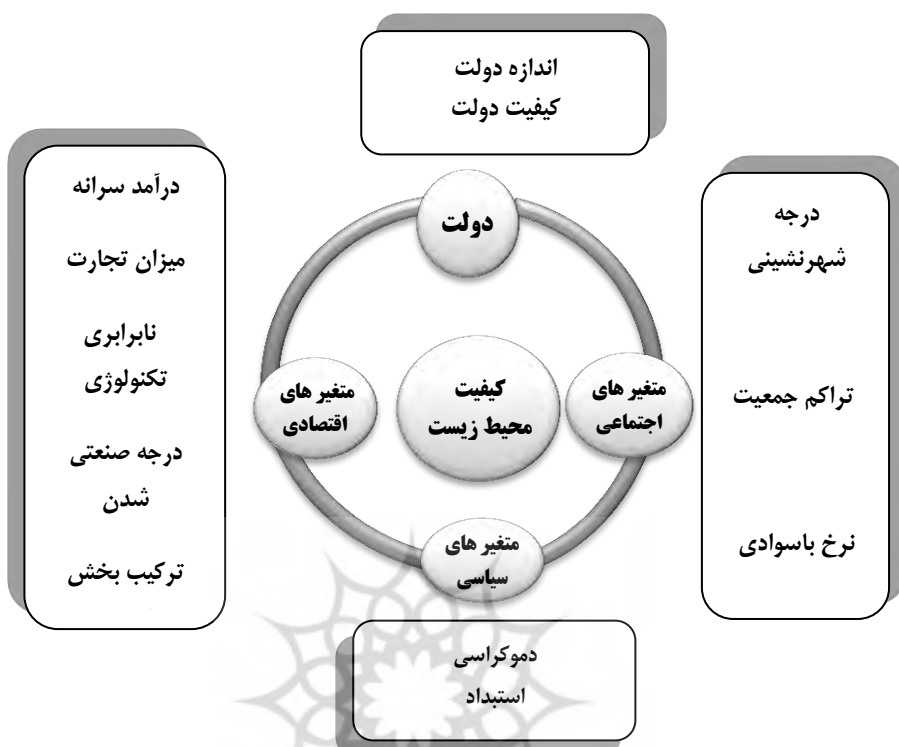 اندازه دولت
کیفیت دولت
درجه
شهرنشینی
تراکم جمعیت
نرخ باسوادی
دولت
متغیر های
اجتماعی
کیفیت
محیط زیست
متغیر های
اقتصادی
متغیر های
سیاسی
درآمد سرانه
میزان تجارت
نابرابری
تکنولوژی
درجه صنعتی
شدن
ترکیب بخش
دموکراسی
استبداد